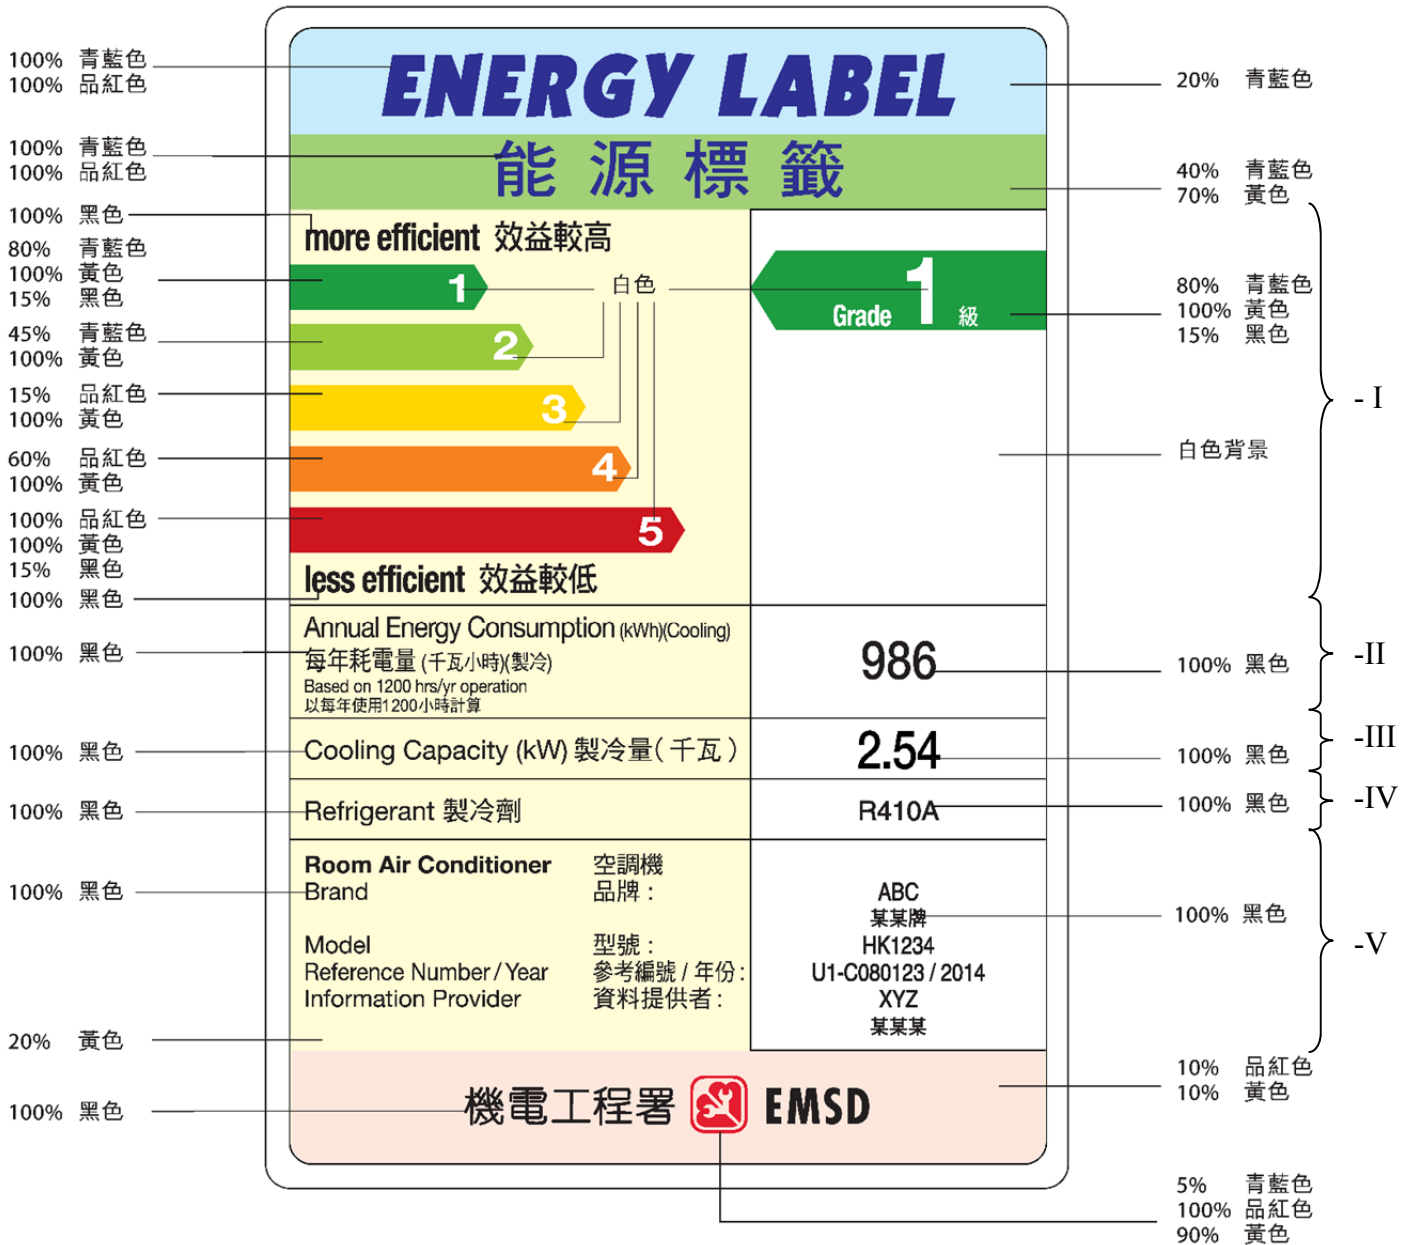 100% 青藍色
100% 品紅色
ENERGY LABEL
20% 青藍色
100% 青藍色
100% 品紅色
能源標籤
40% 青藍色
70% 黃色
100% 黑色
more efficient 效益較高
80% 青藍色
100% 黃色
15% 黑色
1
白色
Grade 1 級
80% 青藍色
100% 黃色
15% 黑色
45% 青藍色
100% 黃色
2
15% 品紅色
100% 黃色
3
- I
60% 品紅色
100% 黃色
4
白色背景
100% 品紅色
100% 黃色
15% 黑色
5
100% 黑色
less efficient 效益較低
100% 黑色
Annual Energy Consumption (kWh)(Cooling)
每年耗電量 (千瓦小時)(製冷)
Based on 1200 hrs/yr operation
以每年使用1200小時計算
986
100% 黑色
-II
100% 黑色
Cooling Capacity (kW) 製冷量(千瓦)
2.54
100% 黑色
-III
100% 黑色
Refrigerant 製冷劑
R410A
100% 黑色
-IV
Room Air Conditioner 空調機
100% 黑色
Brand 品牌 :
ABC
某某牌
100% 黑色
Model 型號 :
HK1234
-V
Reference Number / Year 參考編號 / 年份 :
U1-C080123 / 2014
Information Provider 資料提供者 :
XYZ
某某某
20% 黃色
10% 品紅色
10% 黃色
100% 黑色
機電工程署 EMSD
5% 青藍色
100% 品紅色
90% 黃色